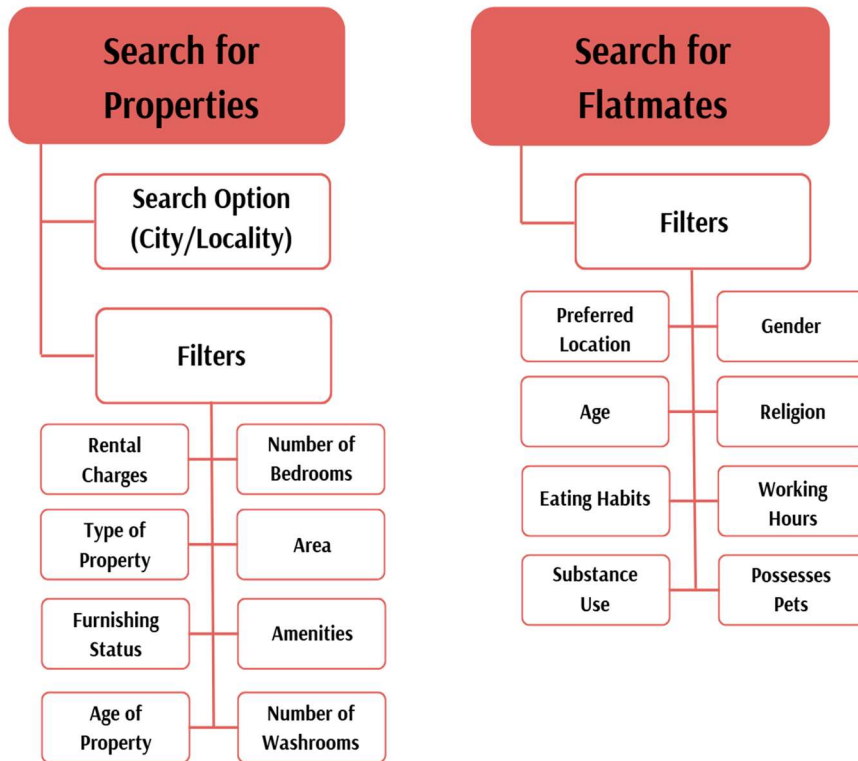 Search for
Properties
Search Option
(City/Locality)
Filters
Rental
Charges
Number of
Bedrooms
Type of
Property
Area
Furnishing
Status
Amenities
Age of
Property
Number of
Washrooms
Search for
Flatmates
Filters
Preferred
Location
Gender
Age
Religion
Eating Habits
Working
Hours
Substance
Use
Possesses
Pets